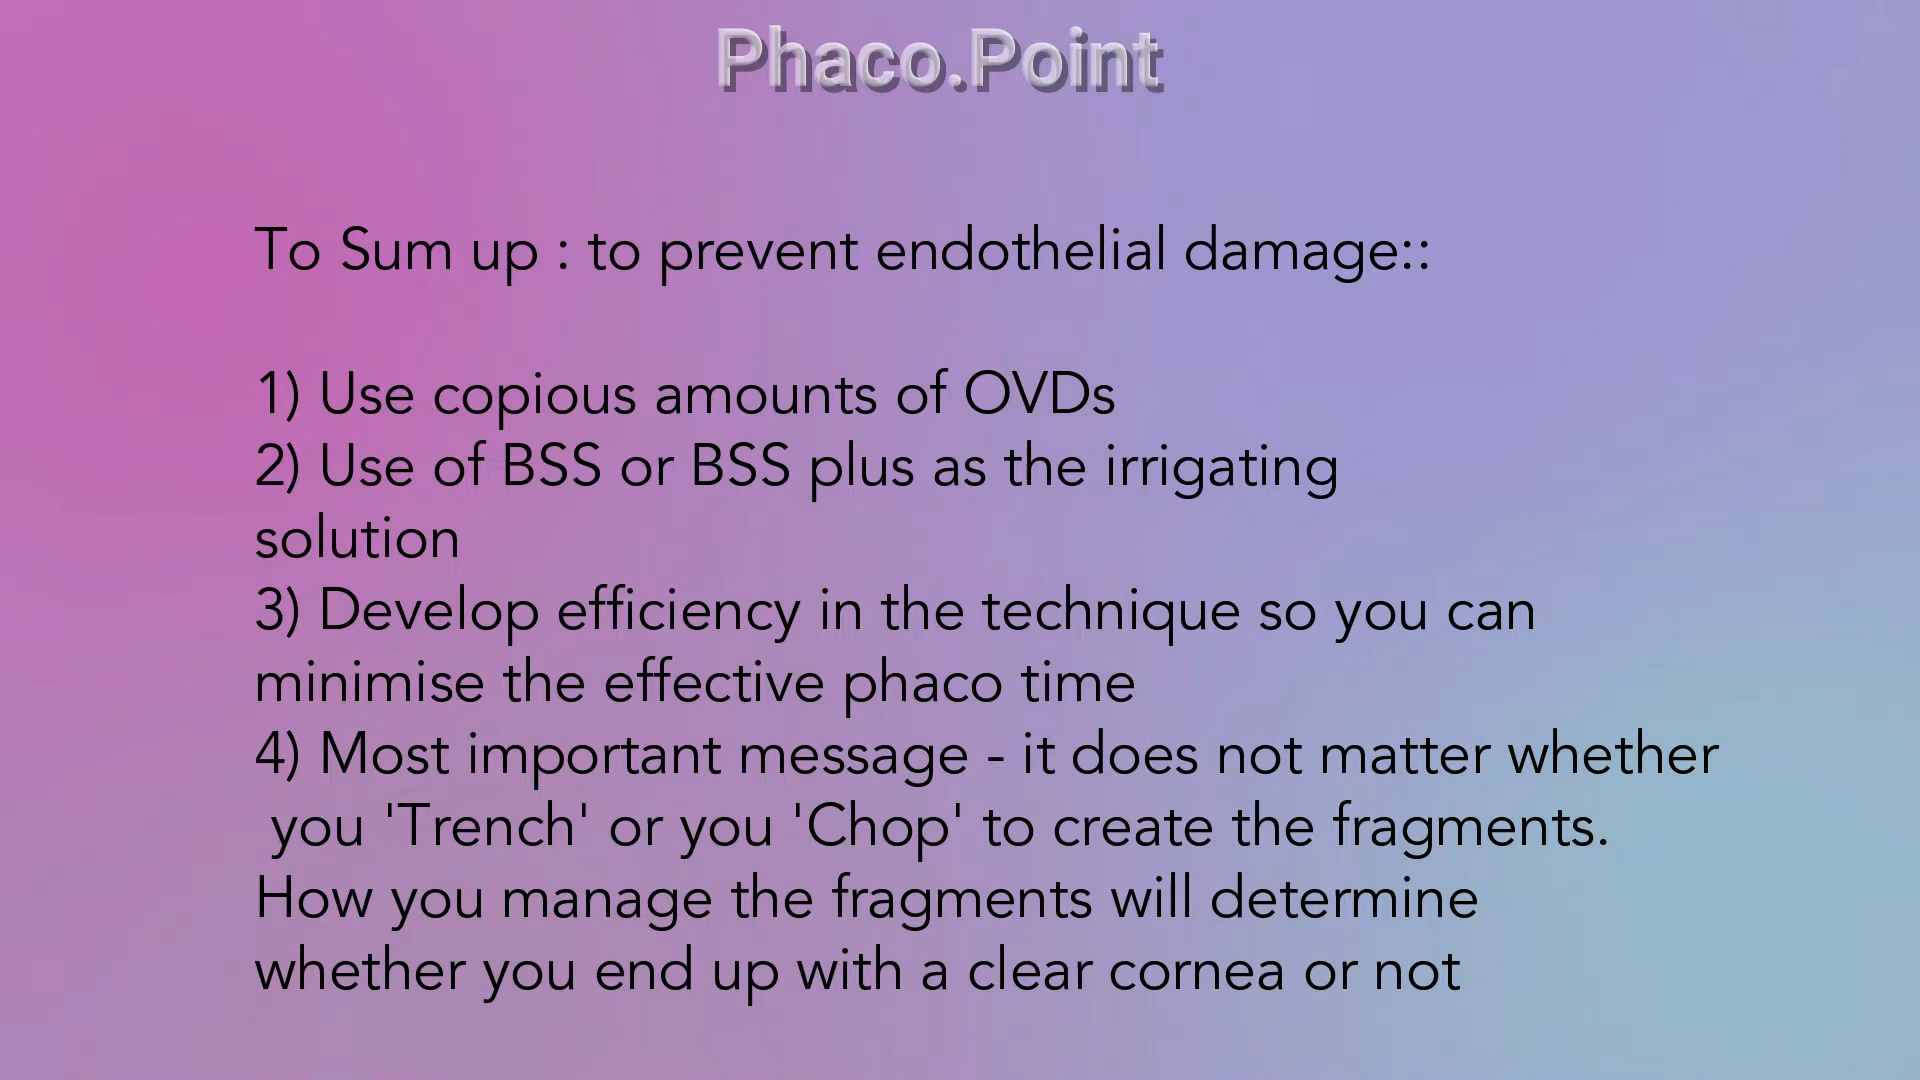 Phaco.Point
To Sum up : to prevent endothelial damage::
1) Use copious amounts of OVDs
2) Use of BSS or BSS plus as the irrigating
solution
3) Develop efficiency in the technique so you can
minimise the effective phaco time
4) Most important message - it does not matter whether
you 'Trench' or you 'Chop' to create the fragments.
How you manage the fragments will determine
whether you end up with a clear cornea or not